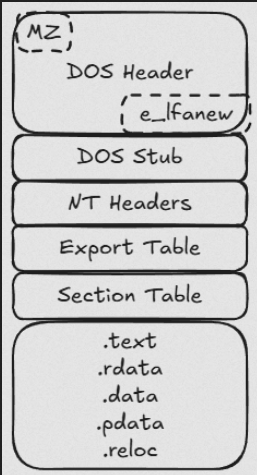 MZ
DOS Header
e_lfanew
DOS Stub
NT Headers
Export Table
Section Table
.text
.rdata
.data
.pdata
.reloc